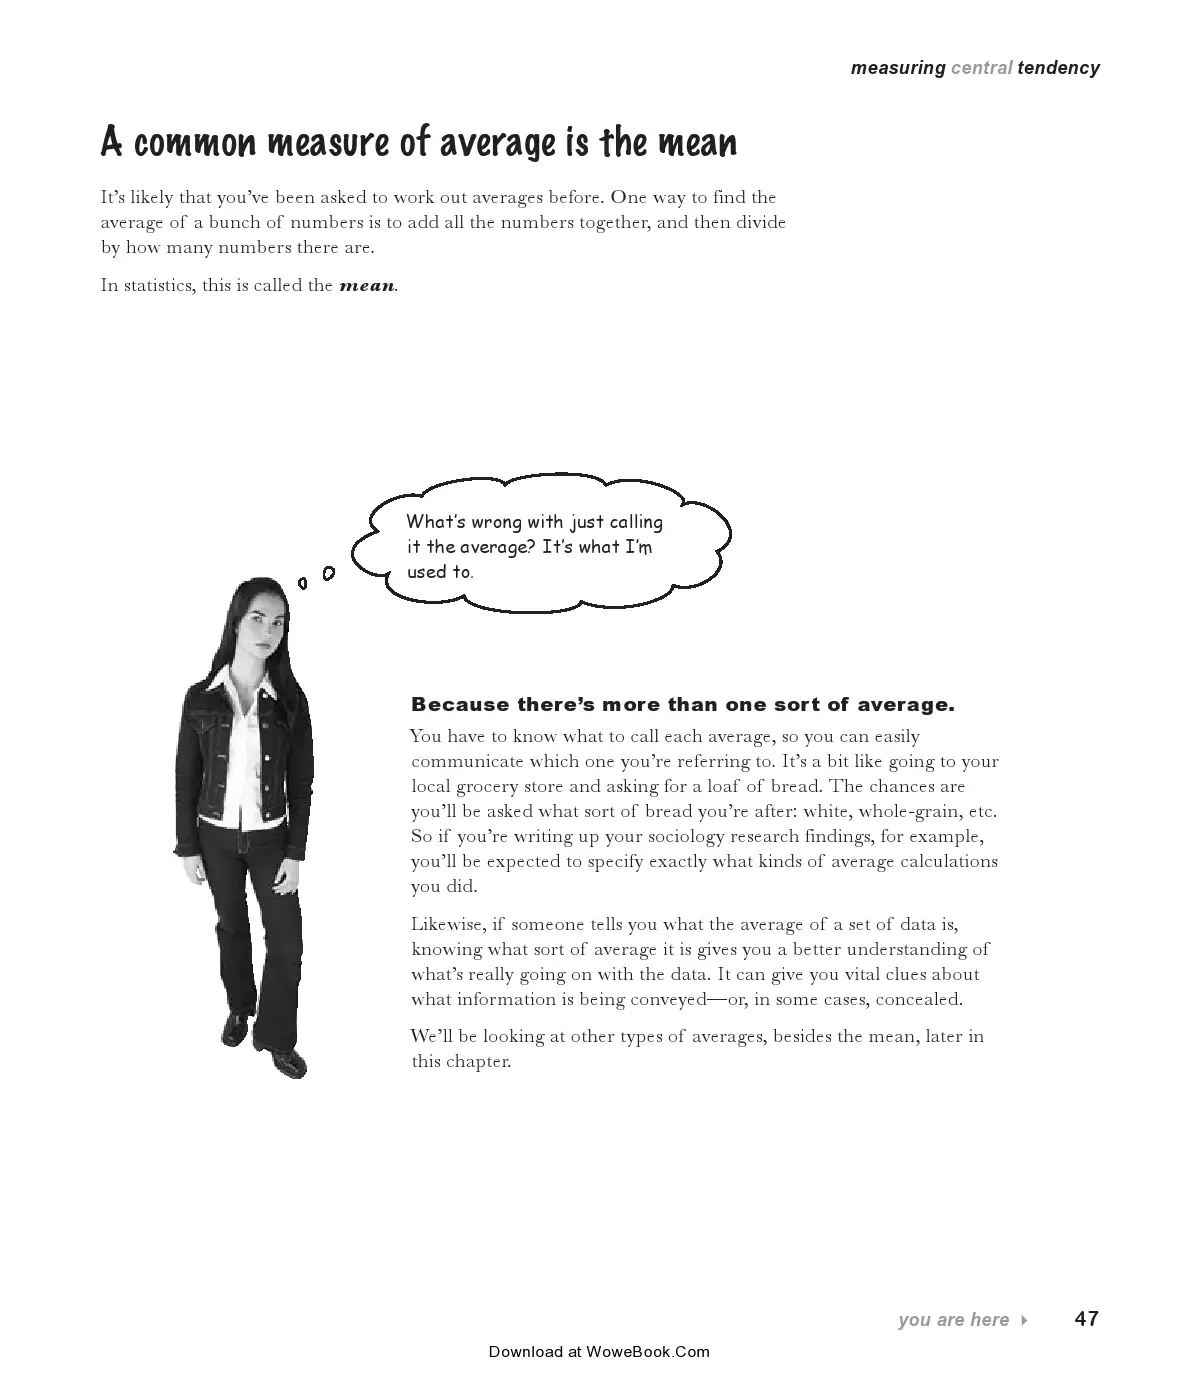 measuring central tendency
A common measure of average is the mean
It’s likely that you’ve been asked to work out averages before. One way to find the
average of a bunch of numbers is to add all the numbers together, and then divide
by how many numbers there are.
In statistics, this is called the mean.
What’s wrong with just calling
it the average? It’s what I’m
used to.
Because there’s more than one sort of average.
You have to know what to call each average, so you can easily
communicate which one you’re referring to. It’s a bit like going to your
local grocery store and asking for a loaf of bread. The chances are
you’ll be asked what sort of bread you’re after: white, whole-grain, etc.
So if you’re writing up your sociology research findings, for example,
you’ll be expected to specify exactly what kinds of average calculations
you did.
Likewise, if someone tells you what the average of a set of data is,
knowing what sort of average it is gives you a better understanding of
what’s really going on with the data. It can give you vital clues about
what information is being conveyed—or, in some cases, concealed.
We’ll be looking at other types of averages, besides the mean, later in
this chapter.
you are here ▸ 47
Download at WoweBook.Com